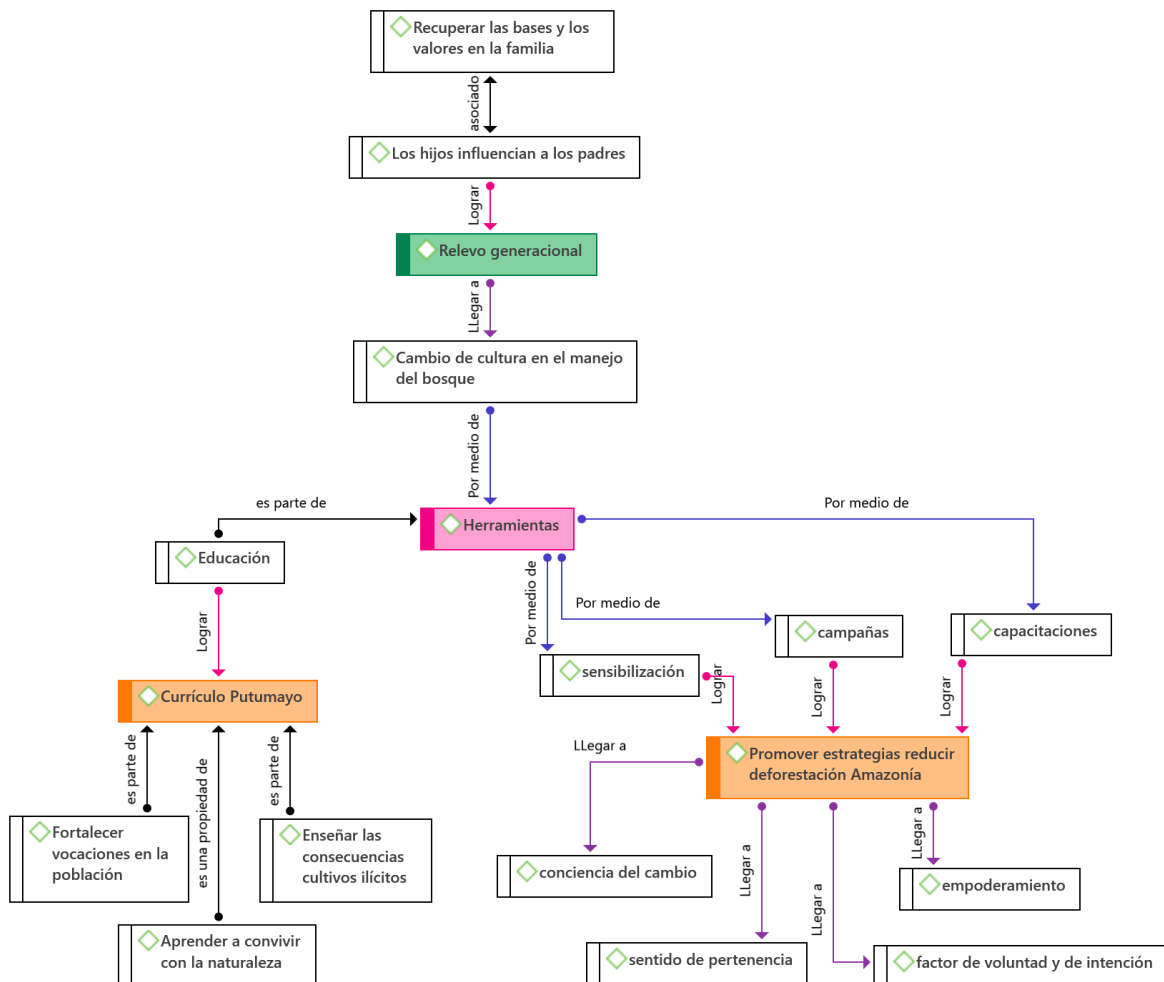 Recuperar las bases y los
valores en la familia
asociado
Los hijos influencian a los padres
Lograr
Relevo generacional
LLegar a
Cambio de cultura en el manejo
del bosque
Por medio de
es parte de
Por medio de
Herramientas
Educación
Por medio de
Por medio de
Lograr
campañas
capacitaciones
sensibilización
Lograr
Lograr
Lograr
Currículo Putumayo
LLegar a
Promover estrategias reducir
deforestación Amazonía
es parte de
es una propiedad de
es parte de
Fortalecer
vocaciones en la
población
Enseñar las
consecuencias
cultivos ilícitos
LLegar a
LLegar a
LLegar a
conciencia del cambio
empoderamiento
Aprender a convivir
con la naturaleza
sentido de pertenencia
factor de voluntad y de intención